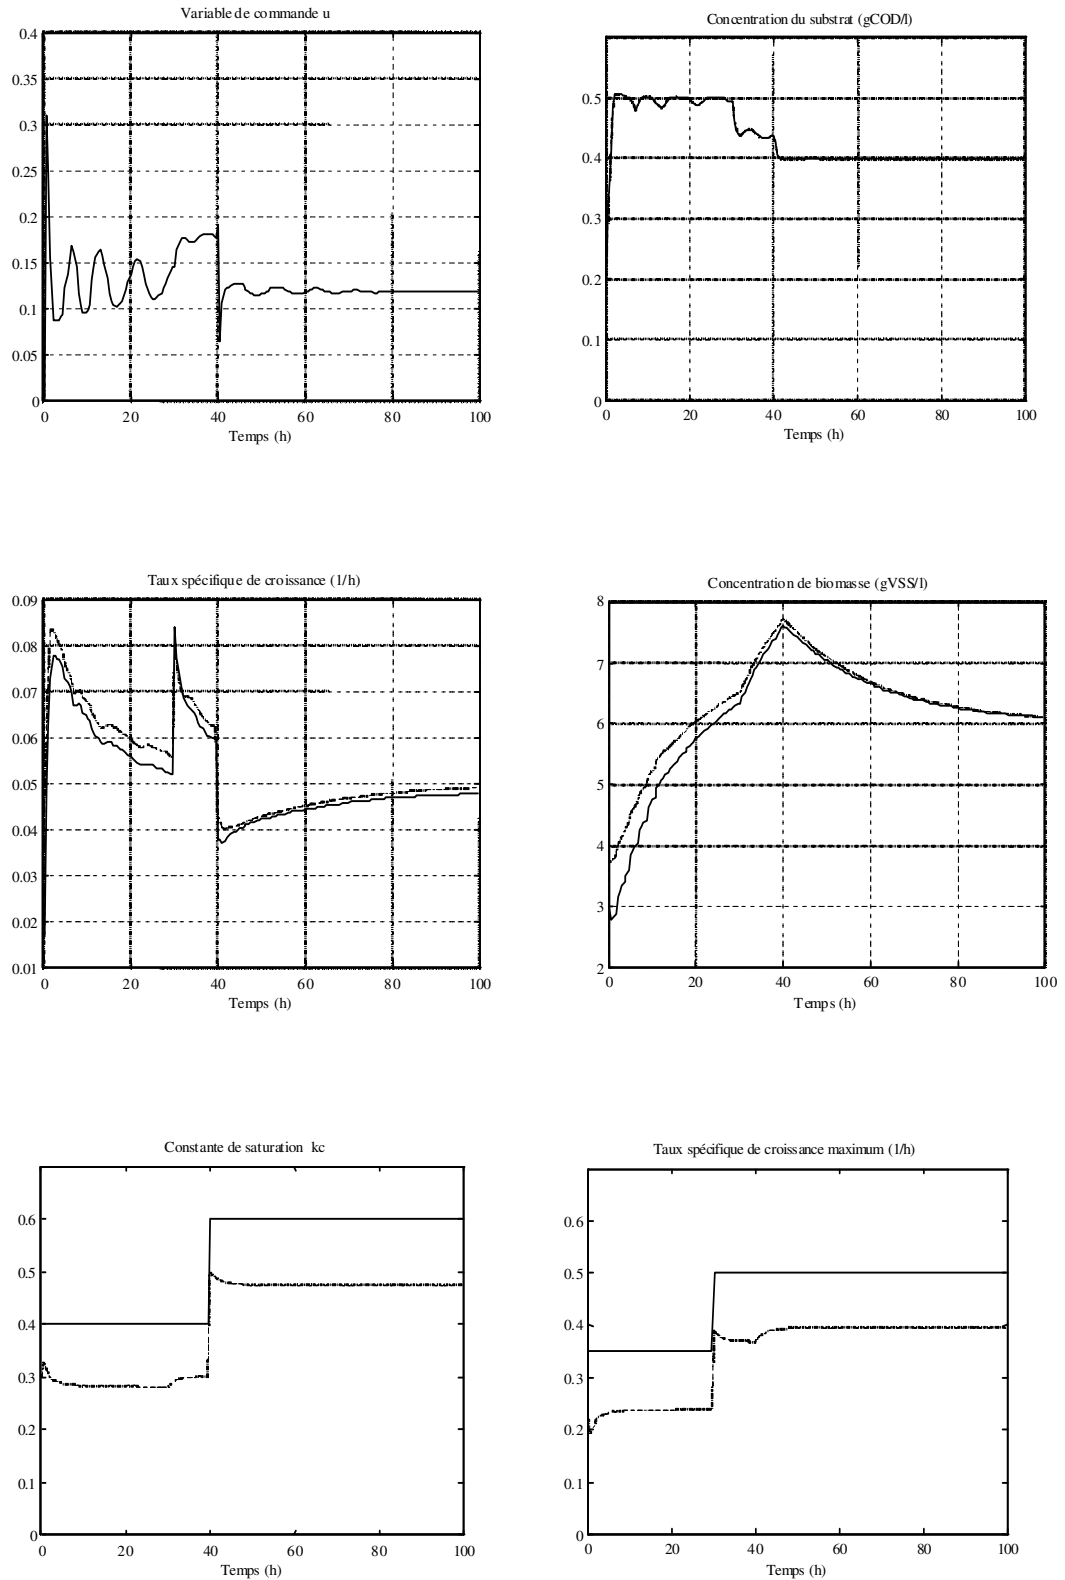 Variable de commande u
0.4
0.35
0.3
0.25
0.2
0.15
0.1
0.05
0
0 20 40 60 80 100
Temps (h)
Concentration du substrat (gCOD/l)
0.5
0.4
0.3
0.2
0.1
0
0 20 40 60 80 100
Temps (h)
Taux spécifique de croissance (1/h)
0.09
0.08
0.07
0.06
0.05
0.04
0.03
0.02
0.01
0 20 40 60 80 100
Temps (h)
Concentration de biomasse (gVSS/l)
8
7
6
5
4
3
2
0 20 40 60 80 100
Temps (h)
Constante de saturation kc
0.6
0.5
0.4
0.3
0.2
0.1
0
0 20 40 60 80 100
Temps (h)
Taux spécifique de croissance maximum (1/h)
0.6
0.5
0.4
0.3
0.2
0.1
0
0 20 40 60 80 100
Temps (h)